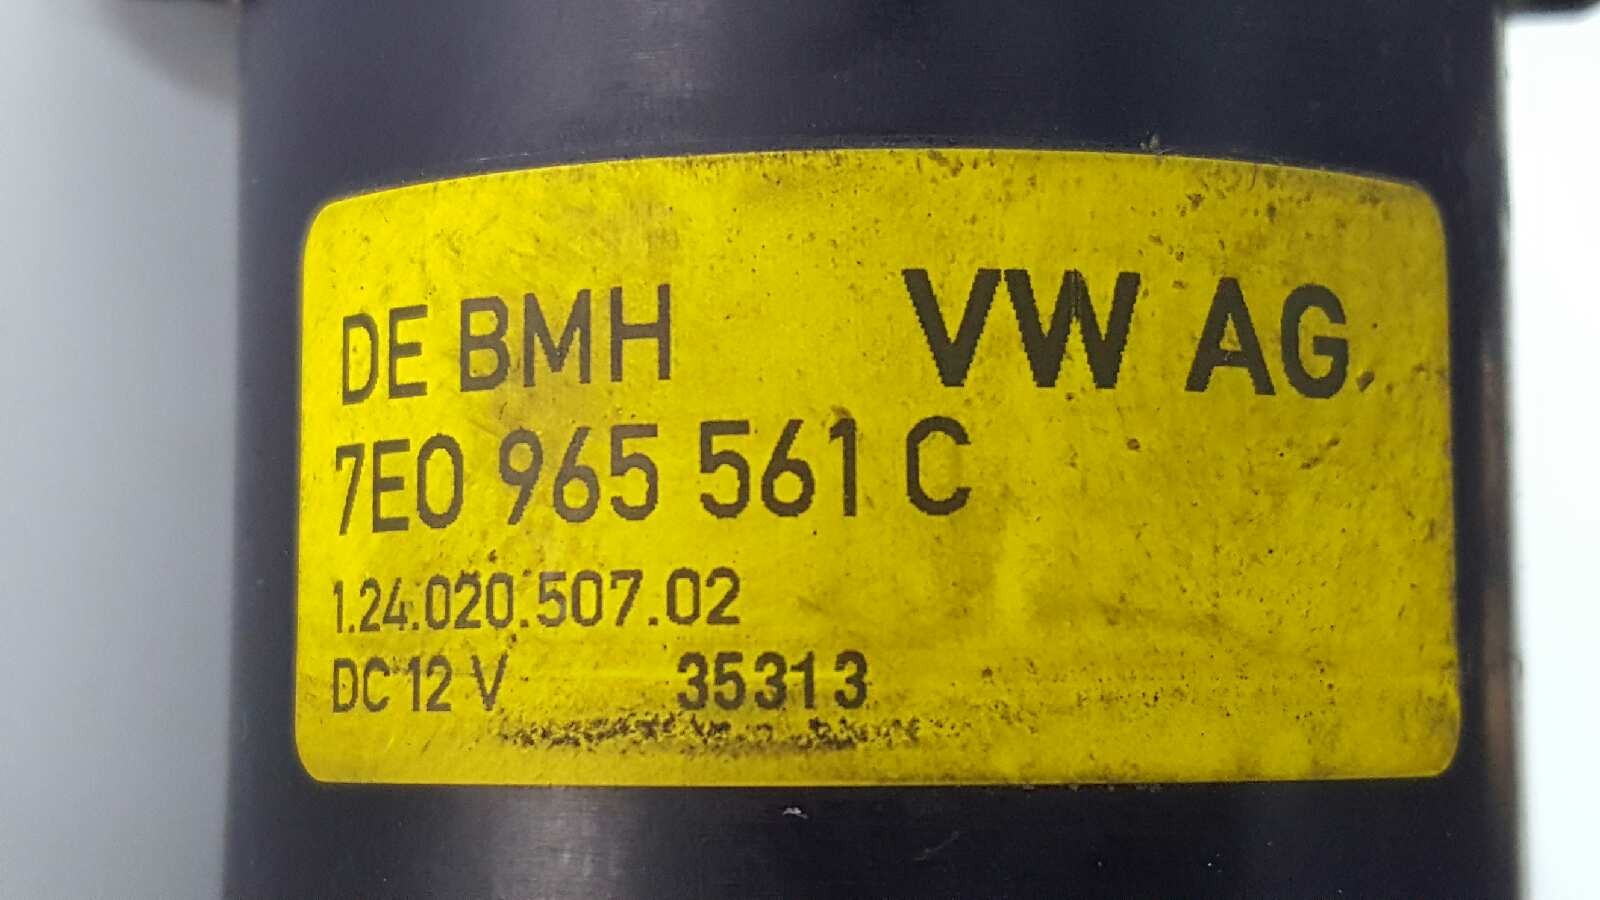 DE BMH VW AG
7E0 965 561 C
1.24.020.507.02
DC 12 V 35313